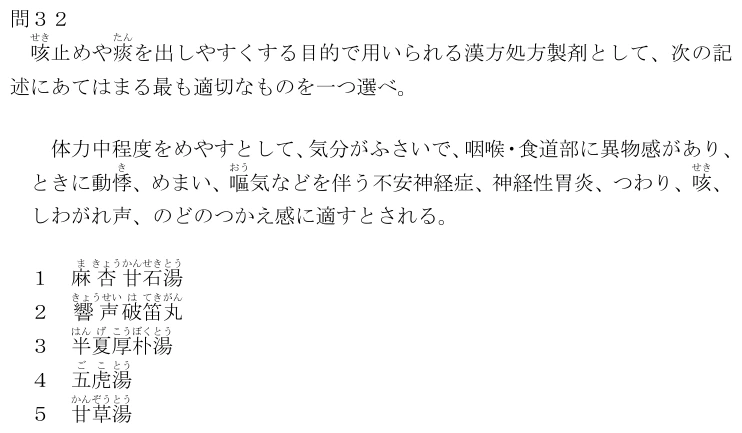 問３２
咳止めや痰を出しやすくする目的で用いられる漢方処方製剤として、次の記
述にあてはまる最も適切なものを一つ選べ。
体力中程度をめやすとして、気分がふさいで、咽喉・食道部に異物感があり、
ときに動悸、めまい、嘔気などを伴う不安神経症、神経性胃炎、つわり、咳、
しわがれ声、のどのつかえ感に適すとされる。
１　麻杏甘石湯
２　響声破笛丸
３　半夏厚朴湯
４　五虎湯
５　甘草湯